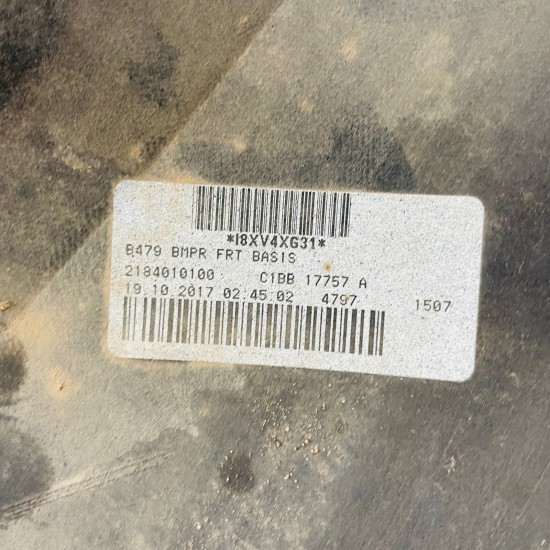 *I8XV4XG31*
B479 BMPR FRT BASIS
2184010100 C1BB 17757 A
19.10.2017 02:45:02 4797 1507